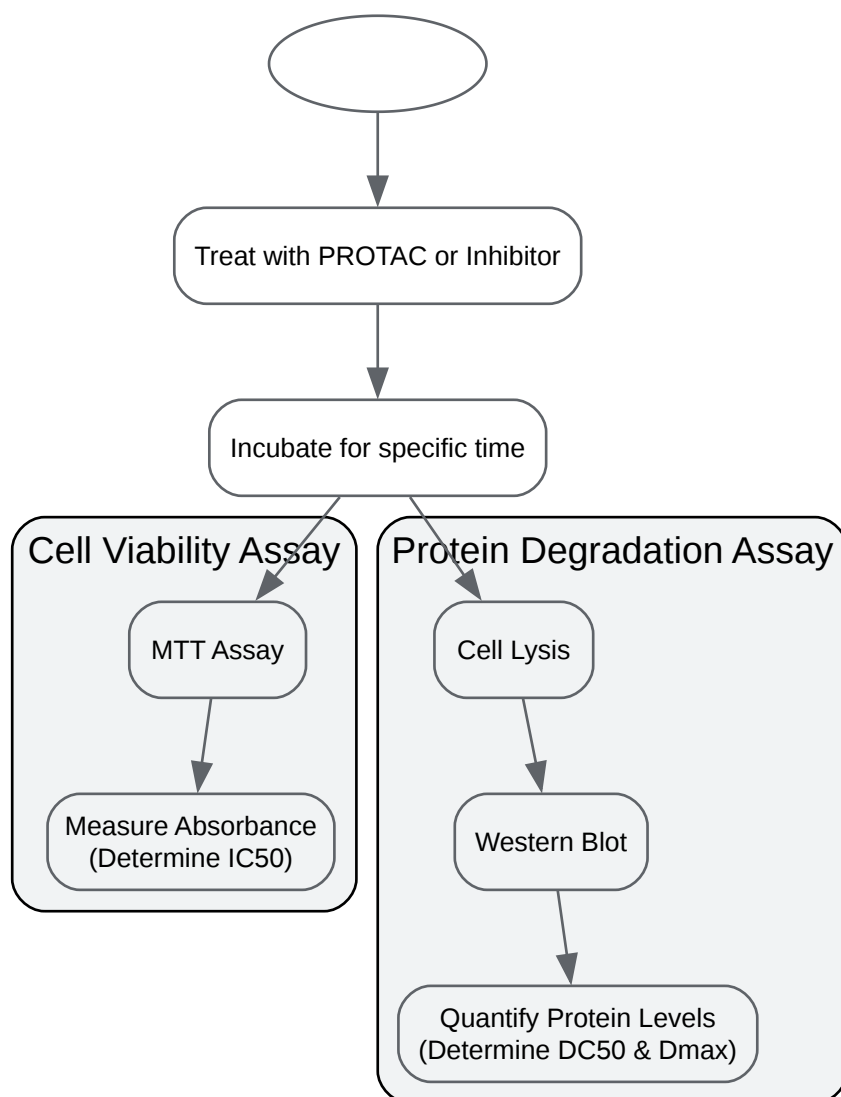 Treat with PROTAC or Inhibitor
Incubate for specific time
Cell Viability Assay
MTT Assay
Measure Absorbance
(Determine IC50)
Protein Degradation Assay
Cell Lysis
Western Blot
Quantify Protein Levels
(Determine DC50 & Dmax)